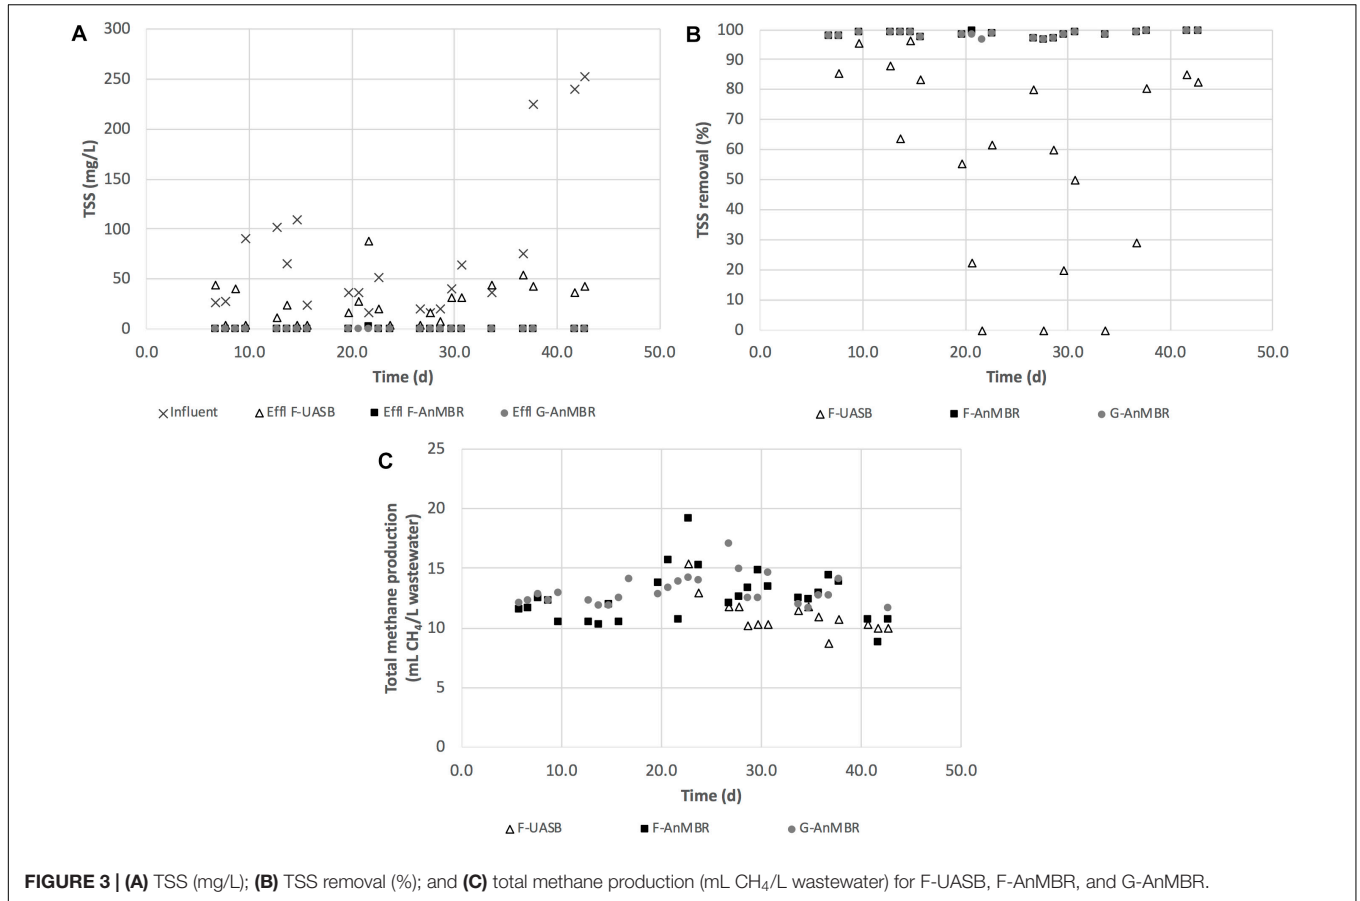 A
TSS (mg/L)
300
250
200
150
100
50
0
0.0 10.0 20.0 30.0 40.0 50.0
Time (d)
Influent Effl F-UASB Effl F-AnMBR Effl G-AnMBR
B
TSS removal (%)
100
90
80
70
60
50
40
30
20
10
0
0.0 10.0 20.0 30.0 40.0 50.0
Time (d)
F-UASB F-AnMBR G-AnMBR
C
Total methane production
(mL CH₄/L wastewater)
25
20
15
10
5
0
0.0 10.0 20.0 30.0 40.0 50.0
Time (d)
F-UASB F-AnMBR G-AnMBR
FIGURE 3 | (A) TSS (mg/L); (B) TSS removal (%); and (C) total methane production (mL CH₄/L wastewater) for F-UASB, F-AnMBR, and G-AnMBR.